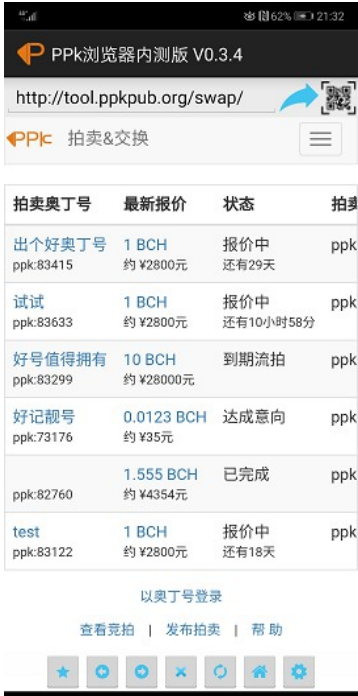 4G
62% 21:32
PPk浏览器内测版 V0.3.4
http://tool.ppkpub.org/swap/
PPk 拍卖&交换
拍卖奥丁号 最新报价 状态 拍卖
出个好奥丁号 1 BCH 报价中 ppk
ppk:83415 约 ¥2800元 还有29天
试试 1 BCH 报价中 ppk
ppk:83633 约 ¥2800元 还有10小时58分
好号值得拥有 10 BCH 到期流拍 ppk
ppk:83299 约 ¥28000元
好记靓号 0.0123 BCH 达成意向 ppk
ppk:73176 约 ¥35元
1.555 BCH 已完成 ppk
ppk:82760 约 ¥4354元
test 1 BCH 报价中 ppk
ppk:83122 约 ¥2800元 还有18天
以奥丁号登录
查看竞拍 | 发布拍卖 | 帮 助